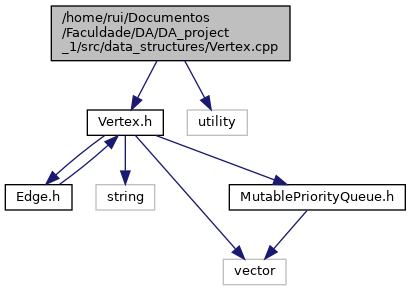 /home/rui/Documentos
/Faculdade/DA/DA_project
_1/src/data_structures/Vertex.cpp
Vertex.h
utility
Edge.h
string
MutablePriorityQueue.h
vector